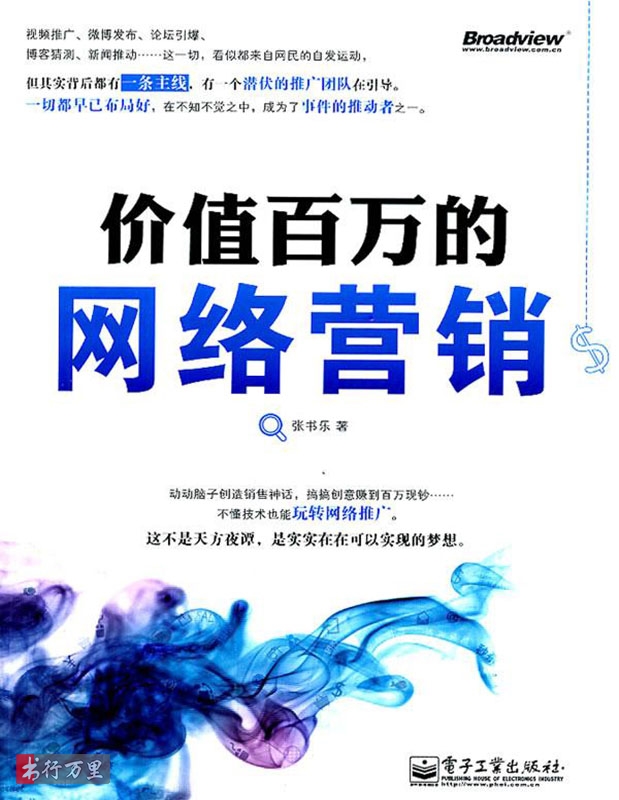 视频推广、微博发布、论坛引爆、
博客猜测、新闻推动……这一切，看似都来自网民的自发运动，
但其实背后都有一条主线，有一个潜伏的推广团队在引导。
一切都早已布局好，在不知不觉之中，成为了事件的推动者之一。
Broadview®
www.broadview.com.cn
价值百万的
网络营销
张书乐 著
动动脑子创造销售神话，搞搞创意赚到百万现钞……
不懂技术也能玩转网络推广。
这不是天方夜谭，是实实在在可以实现的梦想。
书行万里
电子工业出版社
PUBLISHING HOUSE OF ELECTRONICS INDUSTRY
http://www.phei.com.cn